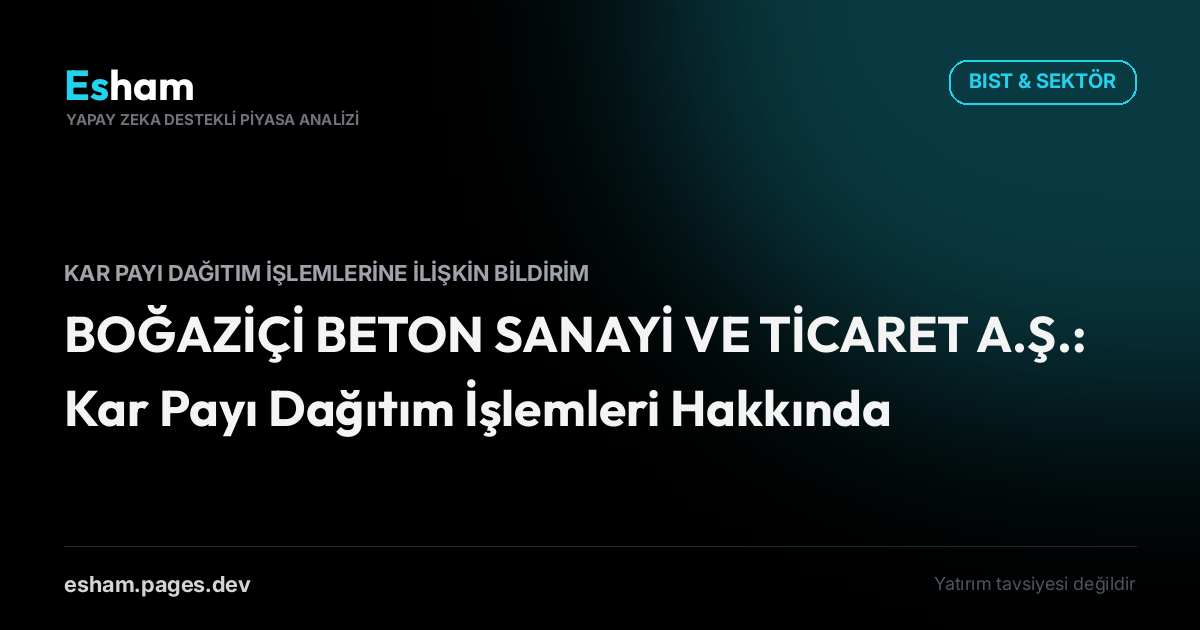 Esham
BIST & SEKTÖR
YAPAY ZEKA DESTEKLİ PİYASA ANALİZİ
KAR PAYI DAĞITIM İŞLEMLERİNE İLİŞKİN BİLDİRİM
BOĞAZİÇİ BETON SANAYİ VE TİCARET A.Ş.:
Kar Payı Dağıtım İşlemleri Hakkında
esham.pages.dev
Yatırım tavsiyesi değildir